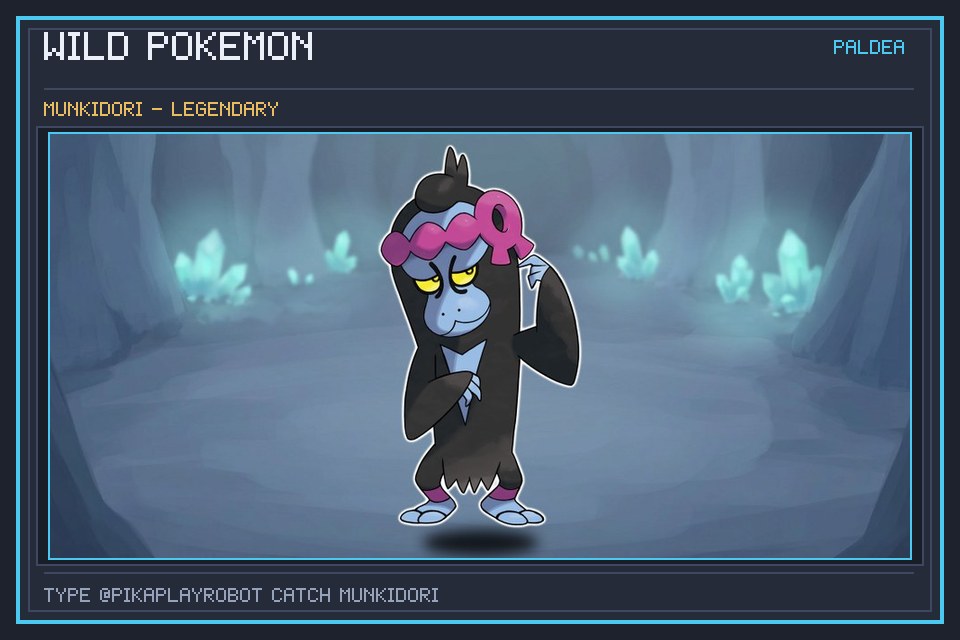 WILD POKEMON
PALDEA
MUNKIDORI - LEGENDARY
TYPE @PIKAPLAYROBOT CATCH MUNKIDORI